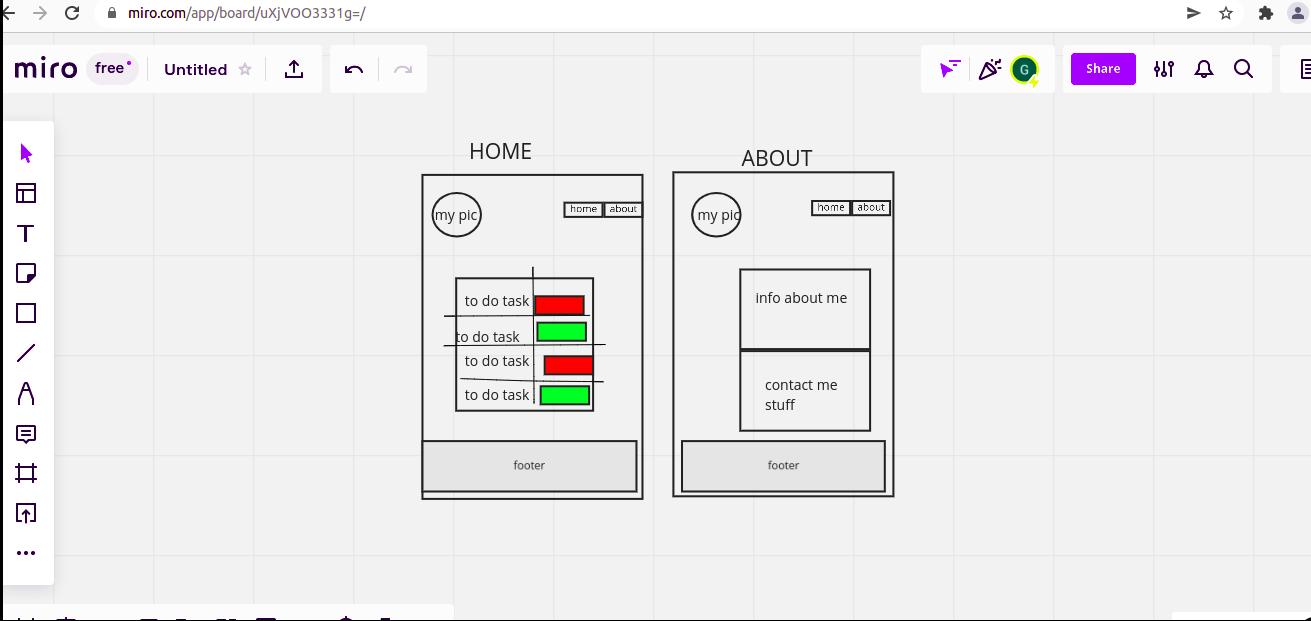 miro.com/app/board/uXjVOO3331g=/
miro
free
Untitled
G
Share
T
HOME
ABOUT
my pic
home
about
my pic
home
about
to do task
to do task
to do task
to do task
info about me
contact me
stuff
footer
footer